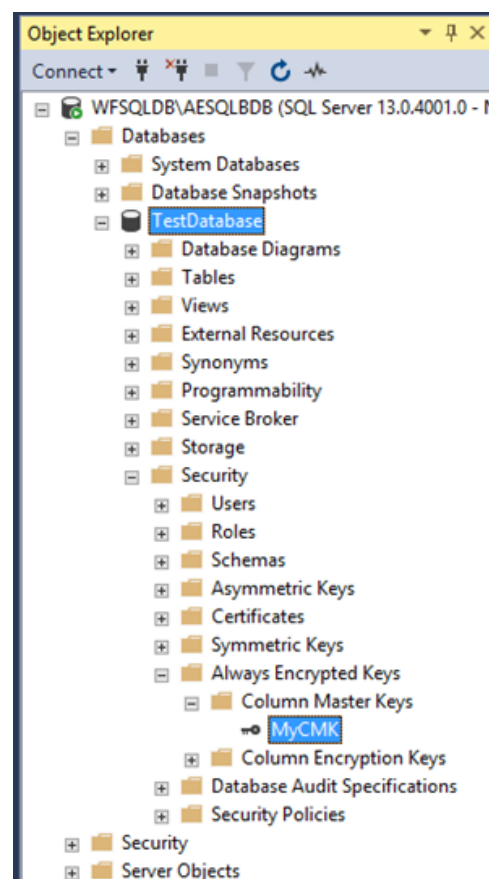 Object Explorer
Connect
WFSQLDB\AESQLBDB (SQL Server 13.0.4001.0 -
Databases
System Databases
Database Snapshots
TestDatabase
Database Diagrams
Tables
Views
External Resources
Synonyms
Programmability
Service Broker
Storage
Security
Users
Roles
Schemas
Asymmetric Keys
Certificates
Symmetric Keys
Always Encrypted Keys
Column Master Keys
MyCMK
Column Encryption Keys
Database Audit Specifications
Security Policies
Security
Server Objects